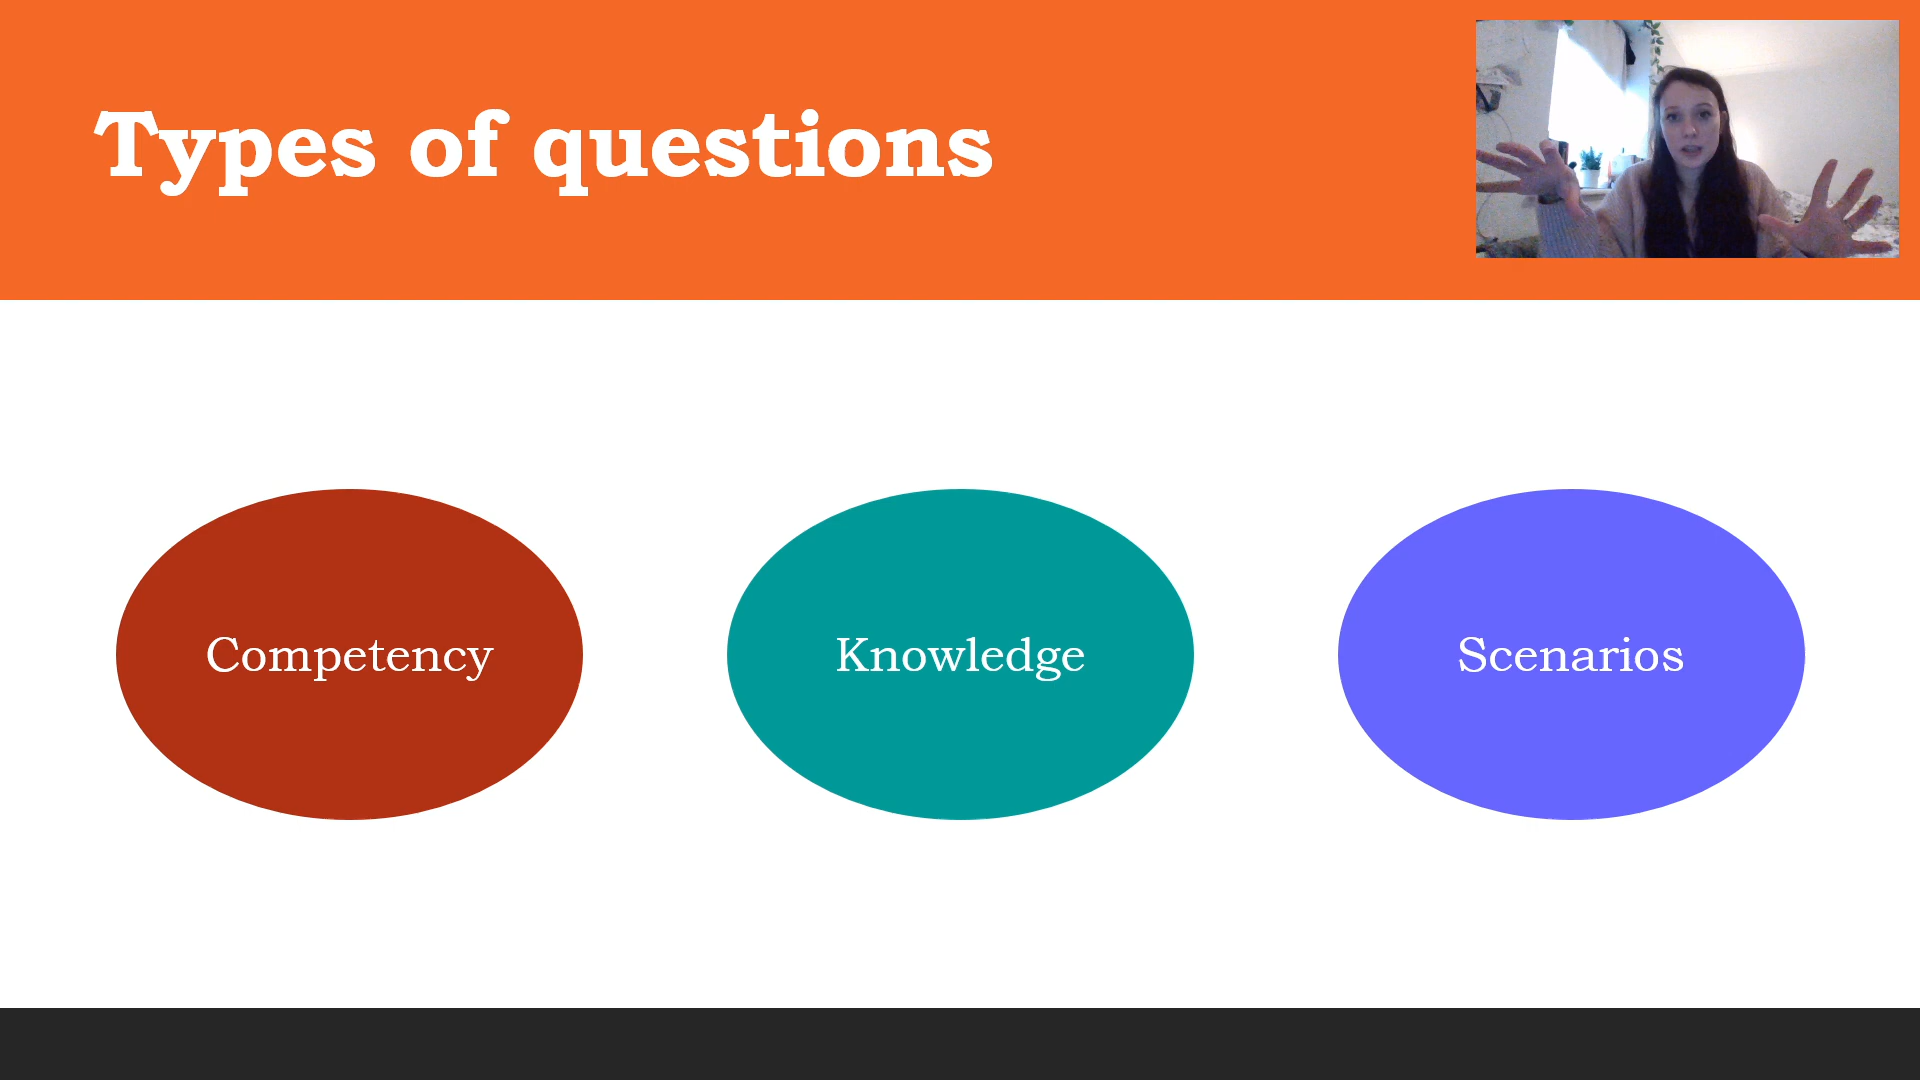 Types of questions
Competency
Knowledge
Scenarios